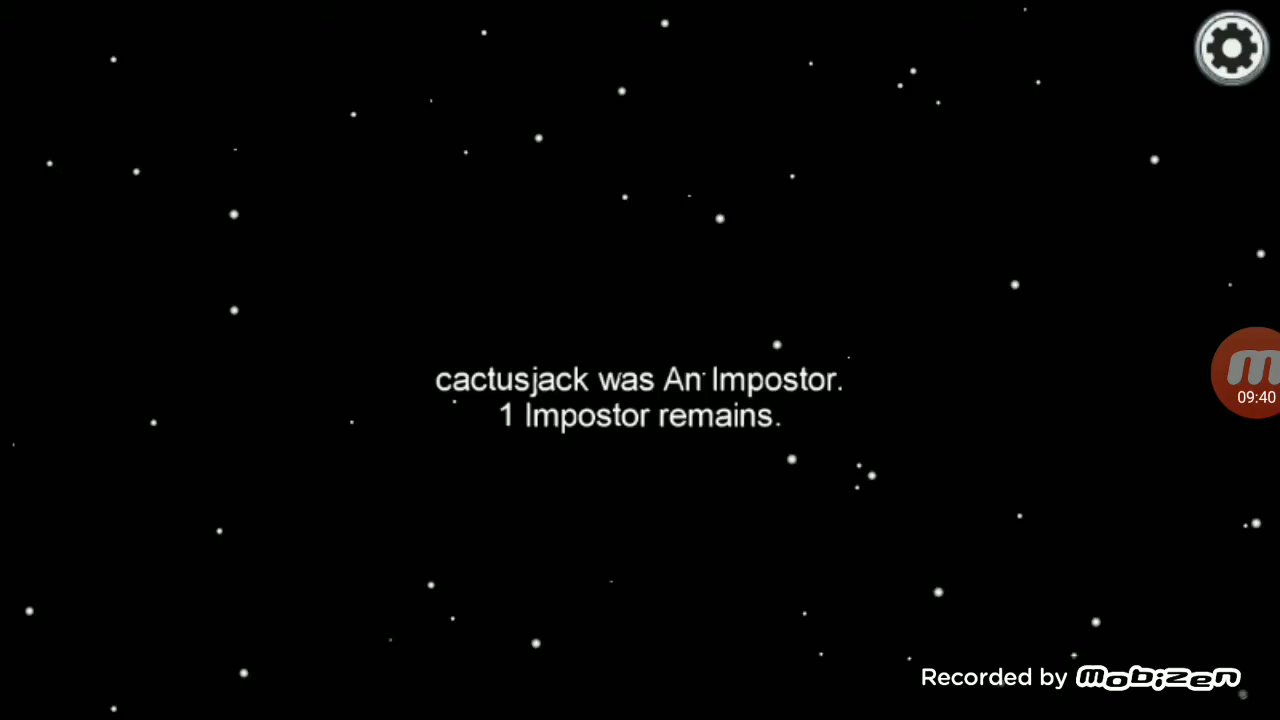 cactusjack was An Impostor.
1 Impostor remains.
09:40
Recorded by mobizen